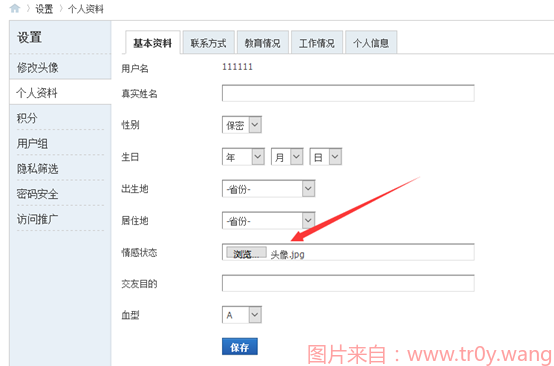 设置 〉 个人资料
设置
修改头像
个人资料
积分
用户组
隐私筛选
密码安全
访问推广
基本资料 联系方式 教育情况 工作情况 个人信息
用户名 111111
真实姓名
性别 保密
生日 年 月 日
出生地 -省份-
居住地 -省份-
情感状态 浏览... 头像.jpg
交友目的
血型 A
保存
图片来自：www.tr0y.wang